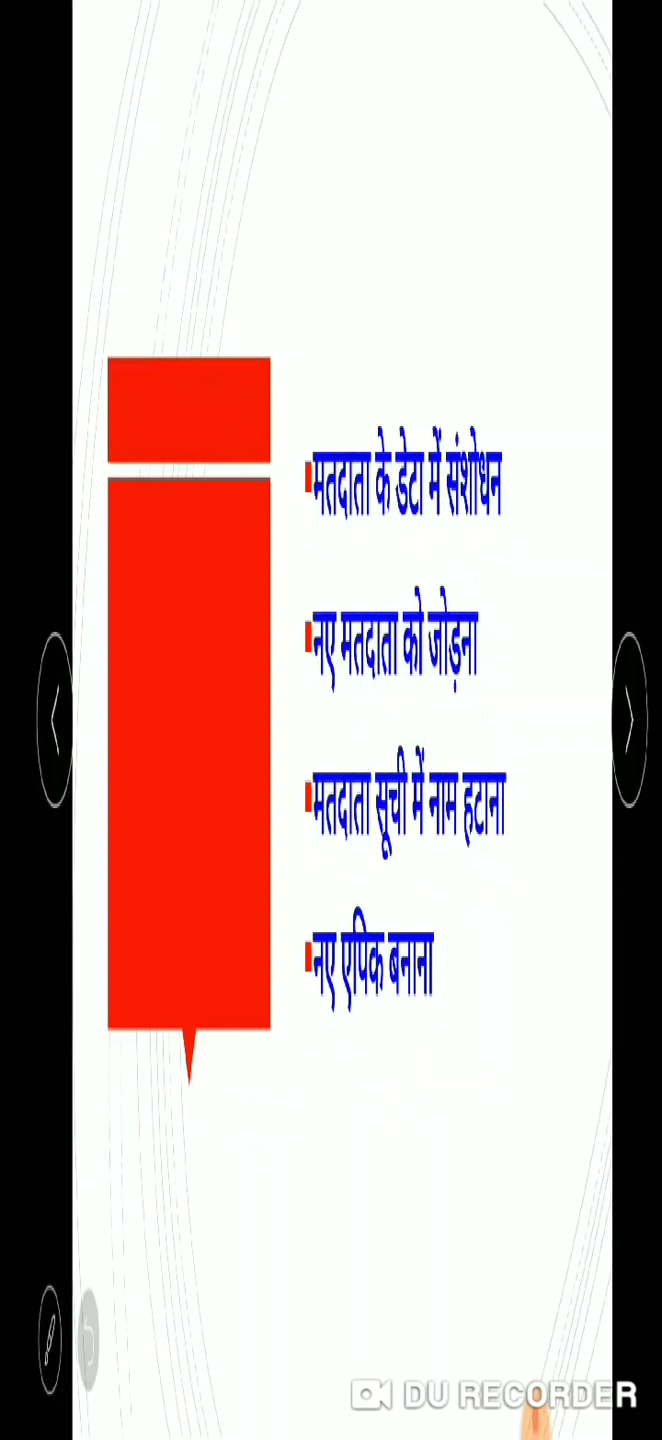 मतदाता के डेटा में संशोधन
नए मतदाता को जोड़ना
मतदाता सूची में नाम हटाना
नए एपिक बनाना
DU RECORDER